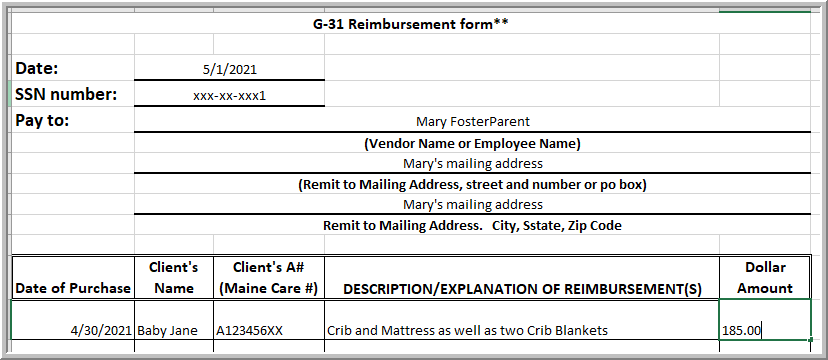 G-31 Reimbursement form**
Date: 5/1/2021
SSN number: xxx-xx-xxx1
Pay to: Mary FosterParent
(Vendor Name or Employee Name)
Mary's mailing address
(Remit to Mailing Address, street and number or po box)
Mary's mailing address
Remit to Mailing Address. City, Sstate, Zip Code
Client's Client's A# Dollar
Date of Purchase Name (Maine Care #) DESCRIPTION/EXPLANATION OF REIMBURSEMENT(S) Amount
4/30/2021 Baby Jane A123456XX Crib and Mattress as well as two Crib Blankets 185.00